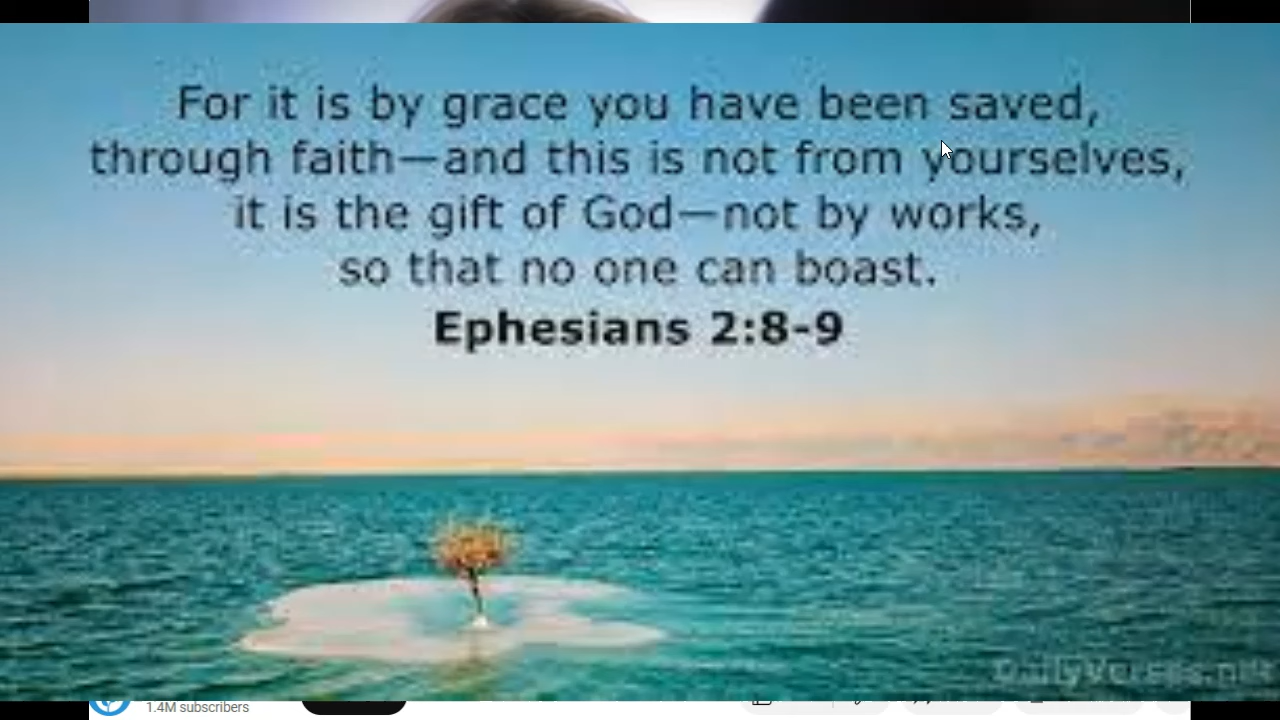 For it is by grace you have been saved,
through faith—and this is not from yourselves,
it is the gift of God—not by works,
so that no one can boast.
Ephesians 2:8-9
DailyVerses.net
1.4M subscribers